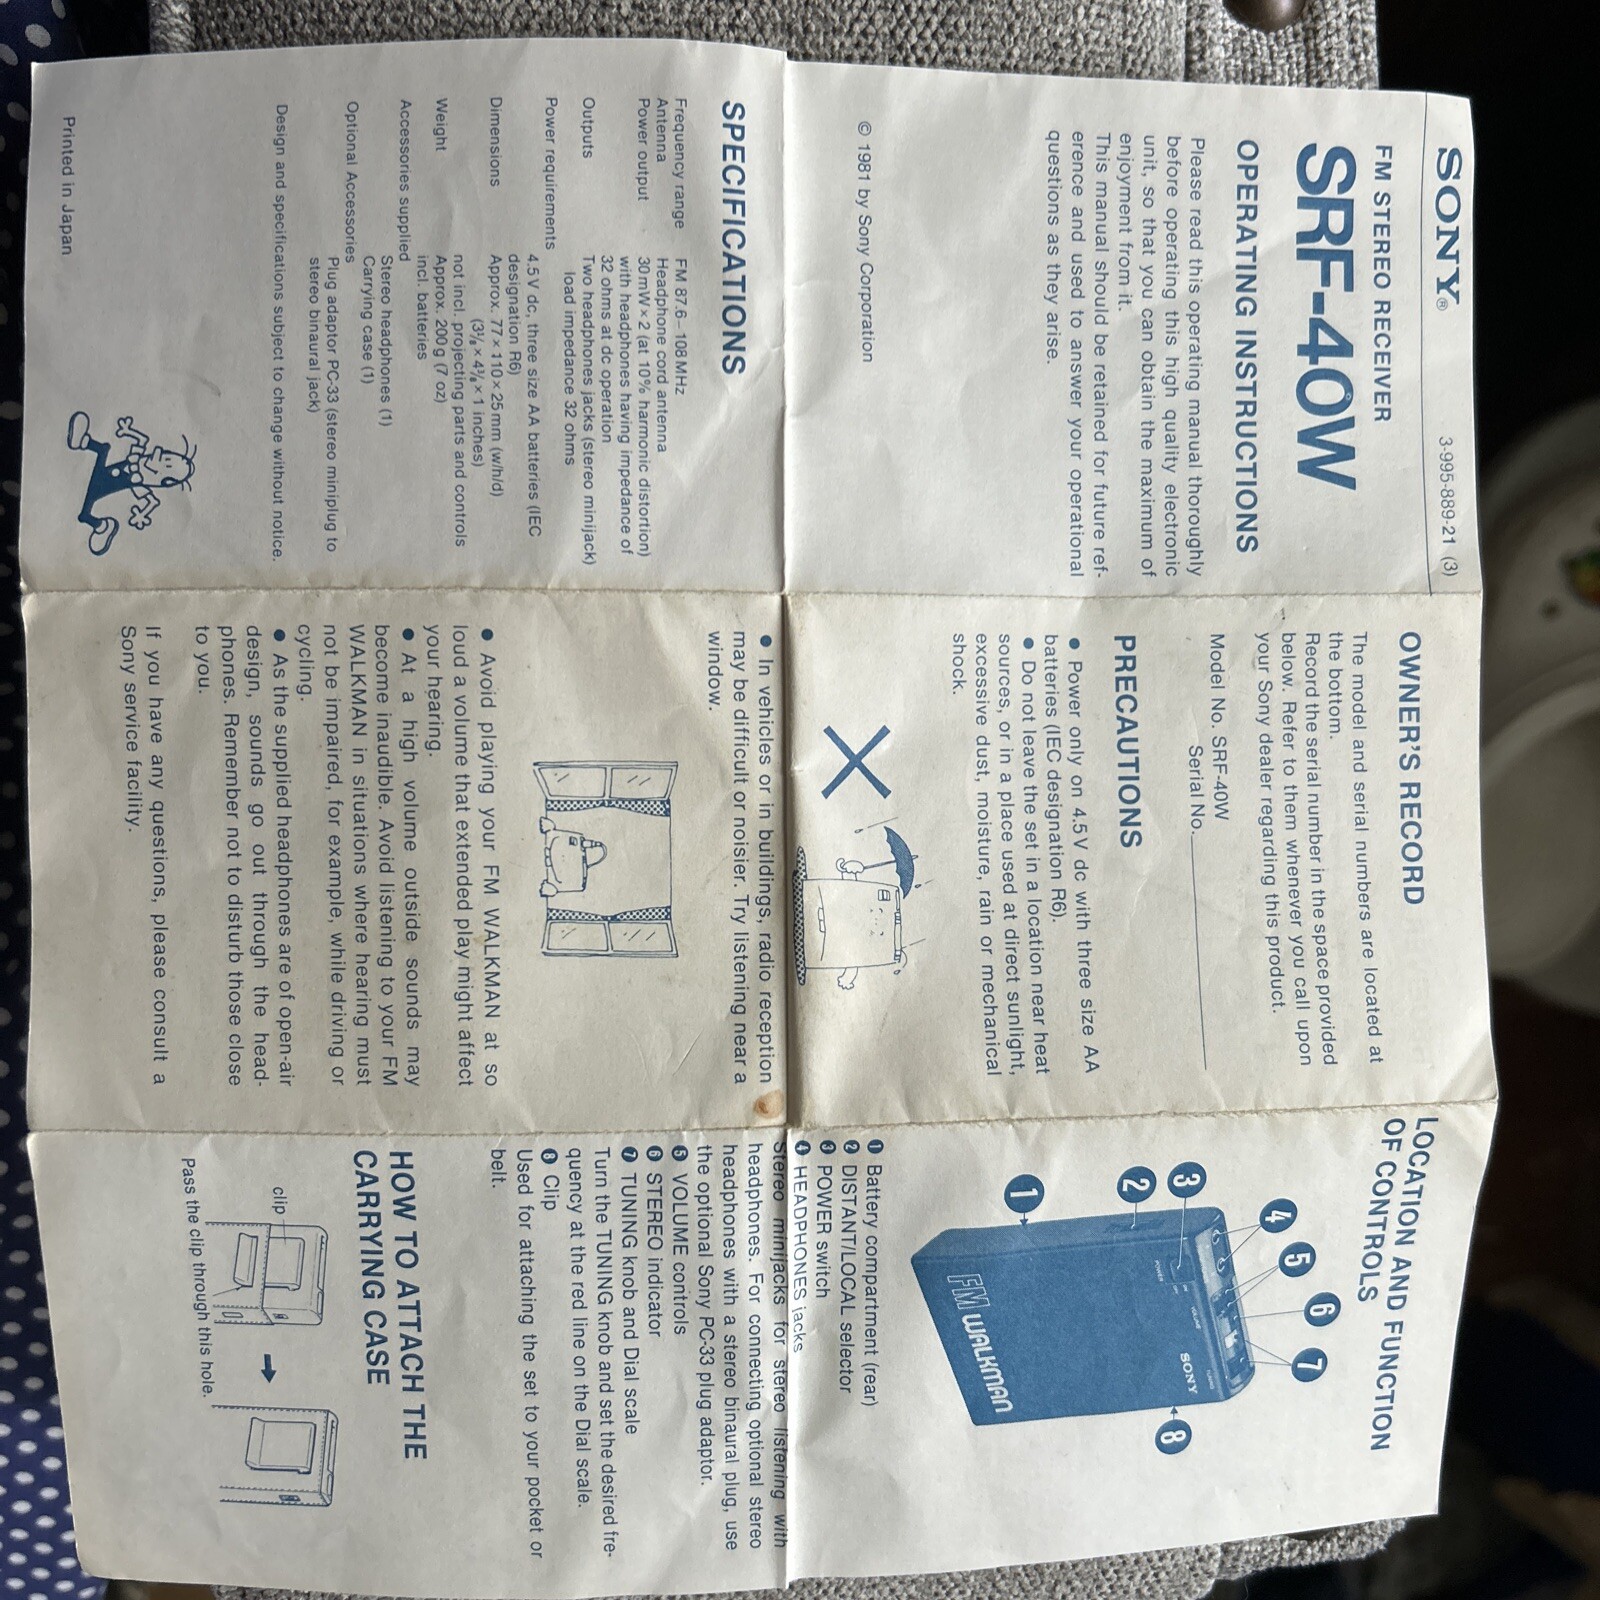 SONY®
3-995-889-21 (3)
FM STEREO RECEIVER
SRF-40W
OPERATING INSTRUCTIONS
Please read this operating manual thoroughly
before operating this high quality electronic
unit, so that you can obtain the maximum of
enjoyment from it.
This manual should be retained for future ref-
erence and used to answer your operational
questions as they arise.
© 1981 by Sony Corporation
OWNER'S RECORD
The model and serial numbers are located at
the bottom.
Record the serial number in the space provided
below. Refer to them whenever you call upon
your Sony dealer regarding this product.
Model No. SRF-40W
Serial No.
PRECAUTIONS
● Power only on 4.5 V dc with three size AA
batteries (IEC designation R6).
● Do not leave the set in a location near heat
sources, or in a place used at direct sunlight,
excessive dust, moisture, rain or mechanical
shock.
LOCATION AND FUNCTION
OF CONTROLS
1
2
3
4
5
6
7
8
POWER
VOLUME
SONY
FM WALKMAN
❶ Battery compartment (rear)
❷ DISTANT/LOCAL selector
❸ POWER switch
❹ HEADPHONES jacks
Stereo minijacks for stereo listening with
headphones. For connecting optional stereo
headphones with a stereo binaural plug, use
the optional Sony PC-33 plug adaptor.
❺ VOLUME controls
❻ STEREO indicator
❼ TUNING knob and Dial scale
Turn the TUNING knob and set the desired fre-
quency at the red line on the Dial scale.
❽ Clip
Used for attaching the set to your pocket or
belt.
HOW TO ATTACH THE
CARRYING CASE
clip
Pass the clip through this hole.
● In vehicles or in buildings, radio reception
may be difficult or noisier. Try listening near a
window.
● Avoid playing your FM WALKMAN at so
loud a volume that extended play might affect
your hearing.
● At a high volume outside sounds may
become inaudible. Avoid listening to your FM
WALKMAN in situations where hearing must
not be impaired, for example, while driving or
cycling.
● As the supplied headphones are of open-air
design, sounds go out through the head-
phones. Remember not to disturb those close
to you.
If you have any questions, please consult a
Sony service facility.
SPECIFICATIONS
Frequency range FM 87.6 – 108 MHz
Antenna Headphone cord antenna
Power output 30 mW × 2 (at 10% harmonic distortion)
with headphones having impedance of
32 ohms at dc operation
Outputs Two headphones jacks (stereo minijack)
load impedance 32 ohms
Power requirements
4.5 V dc, three size AA batteries (IEC
designation R6)
Dimensions Approx. 77 × 110 × 25 mm (w/h/d)
(3⅛ × 4⅜ × 1 inches)
not incl. projecting parts and controls
Weight Approx. 200 g (7 oz)
incl. batteries
Accessories supplied
Stereo headphones (1)
Carrying case (1)
Optional Accessories
Plug adaptor PC-33 (stereo miniplug to
stereo binaural jack)
Design and specifications subject to change without notice.
Printed in Japan